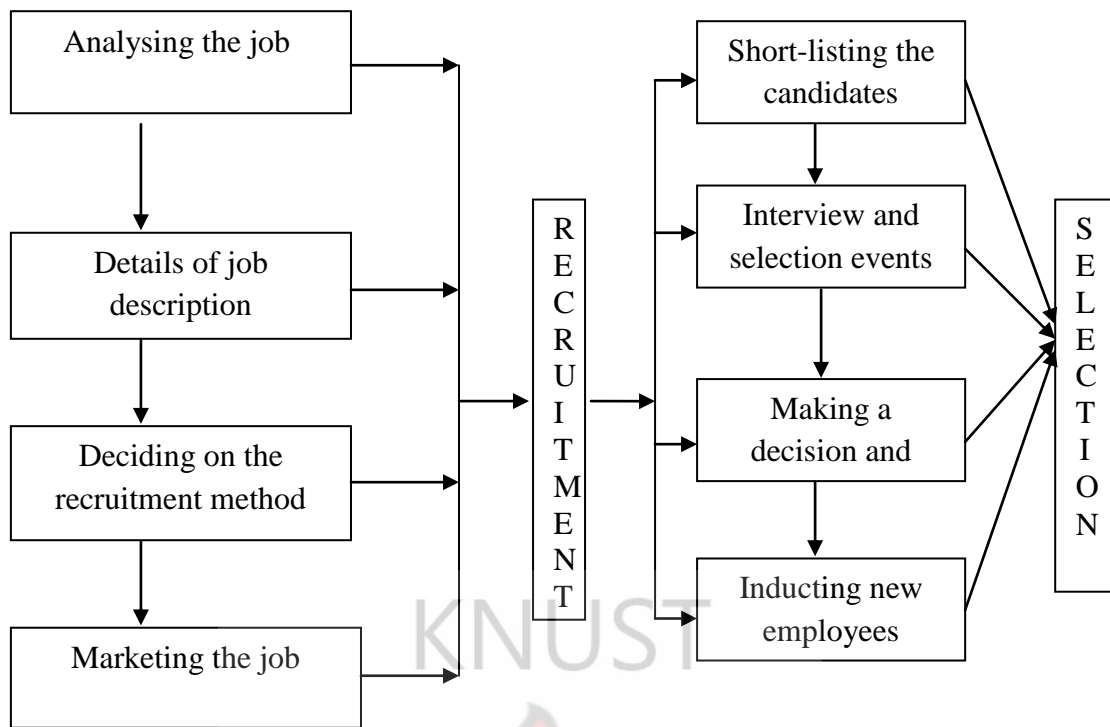 Analysing the job
Details of job
description
Deciding on the
recruitment method
Marketing the job
R
E
C
R
U
I
T
M
E
N
T
Short-listing the
candidates
Interview and
selection events
Making a
decision and
Inducting new
employees
S
E
L
E
C
T
I
O
N
KNUST